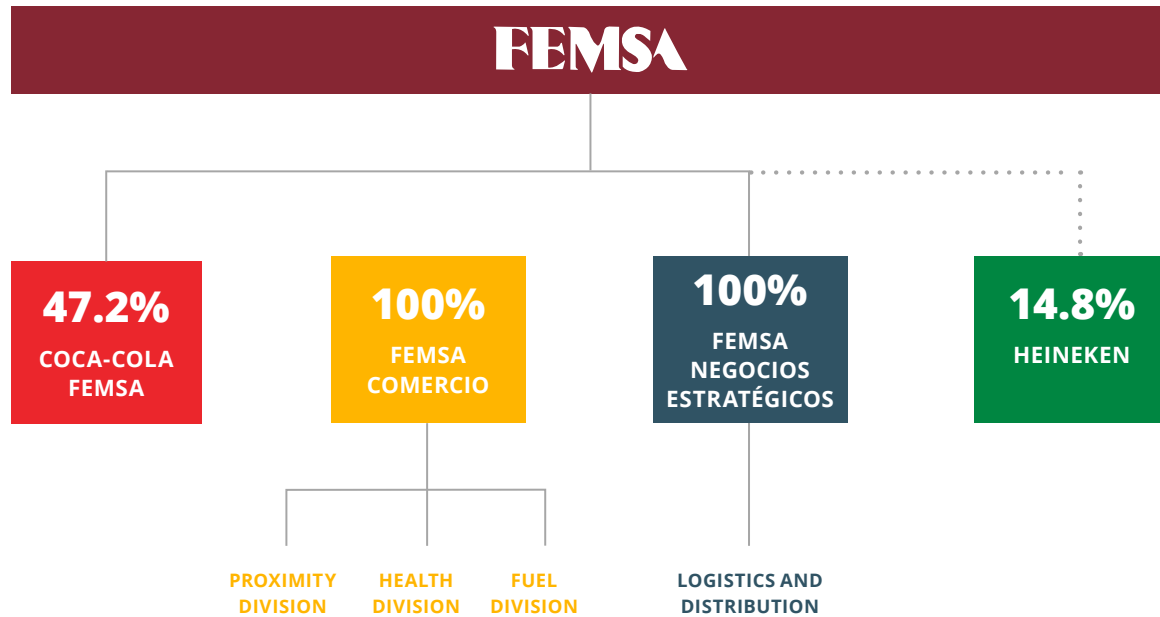 FEMSA
47.2%
COCA-COLA
FEMSA
100%
FEMSA
COMERCIO
100%
FEMSA
NEGOCIOS
ESTRATÉGICOS
14.8%
HEINEKEN
PROXIMITY
DIVISION
HEALTH
DIVISION
FUEL
DIVISION
LOGISTICS AND
DISTRIBUTION